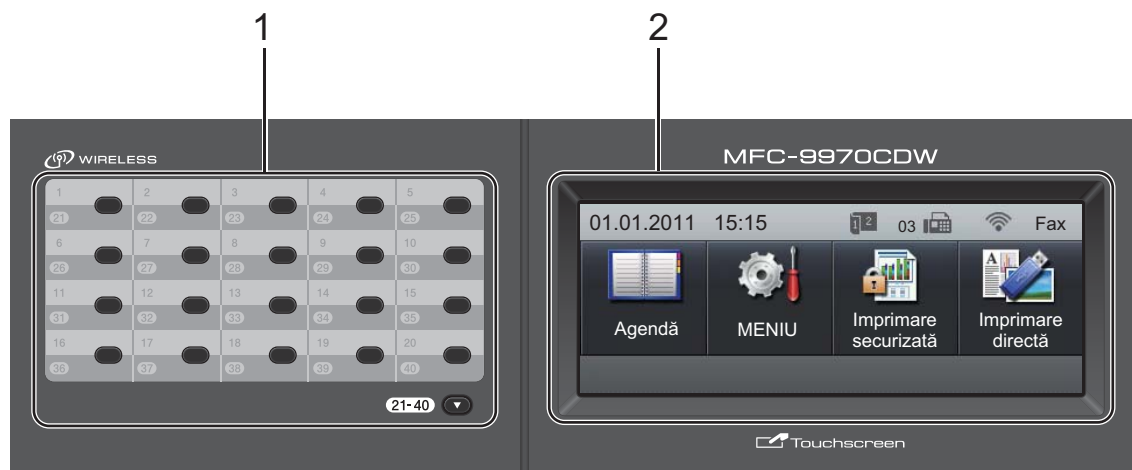 1 2
WIRELESS
MFC-9970CDW
1 2 3 4 5
21 22 23 24 25
6 7 8 9 10
26 27 28 29 30
11 12 13 14 15
31 32 33 34 35
16 17 18 19 20
36 37 38 39 40
21-40
01.01.2011 15:15 1 2 03 Fax
Agendă
MENIU
Imprimare
securizată
A
Imprimare
directă
Touchscreen